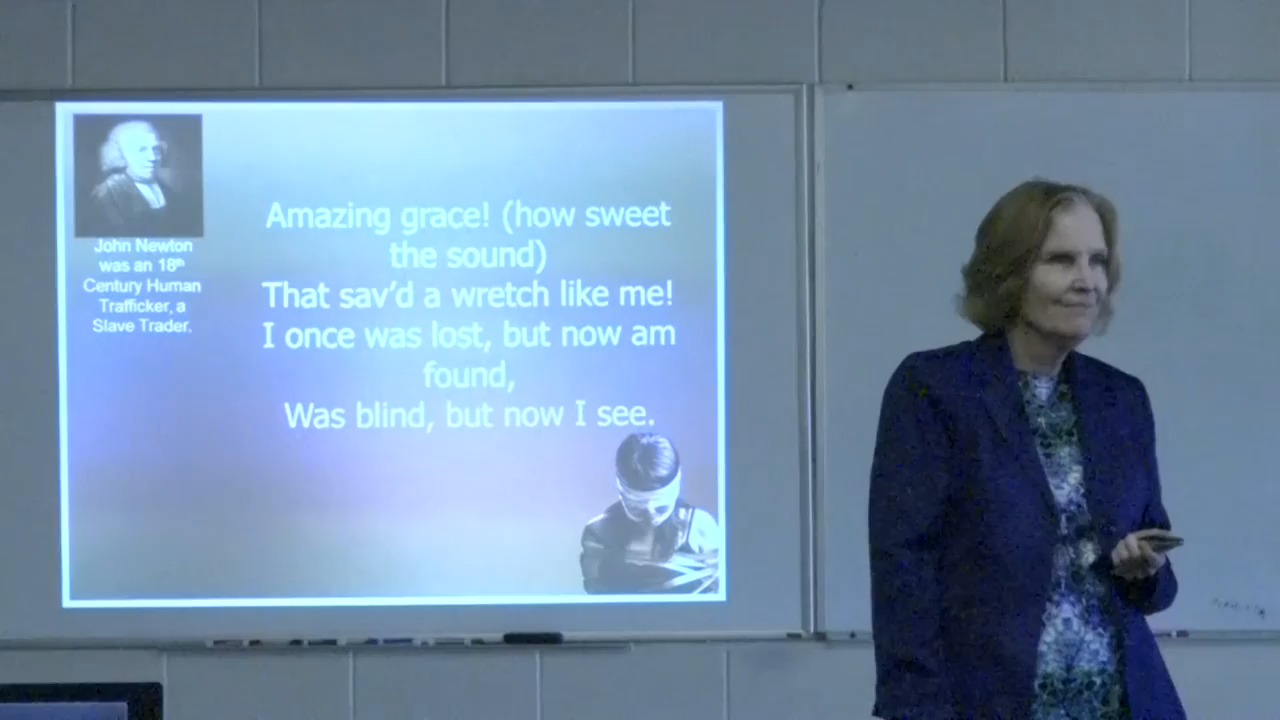 John Newton
was an 18th
Century Human
Trafficker, a
Slave Trader.
Amazing grace! (how sweet
the sound)
That sav'd a wretch like me!
I once was lost, but now am
found,
Was blind, but now I see.